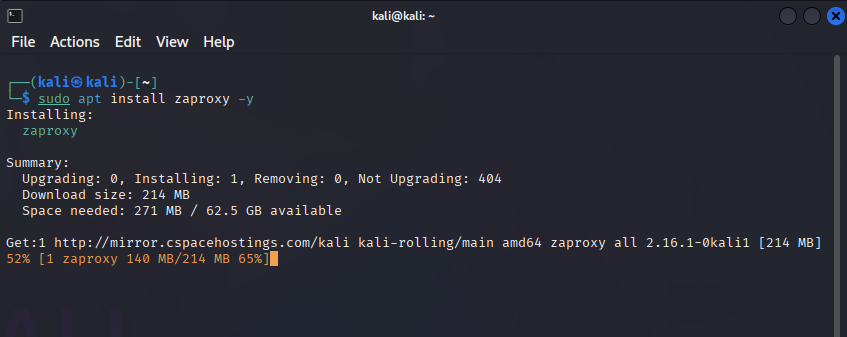 kali@kali: ~
File Actions Edit View Help
┌──(kali㉿kali)-[~]
└─$ sudo apt install zaproxy -y
Installing:
  zaproxy
Summary:
  Upgrading: 0, Installing: 1, Removing: 0, Not Upgrading: 404
  Download size: 214 MB
  Space needed: 271 MB / 62.5 GB available
Get:1 http://mirror.cspacehostings.com/kali kali-rolling/main amd64 zaproxy all 2.16.1-0kali1 [214 MB]
52% [1 zaproxy 140 MB/214 MB 65%]